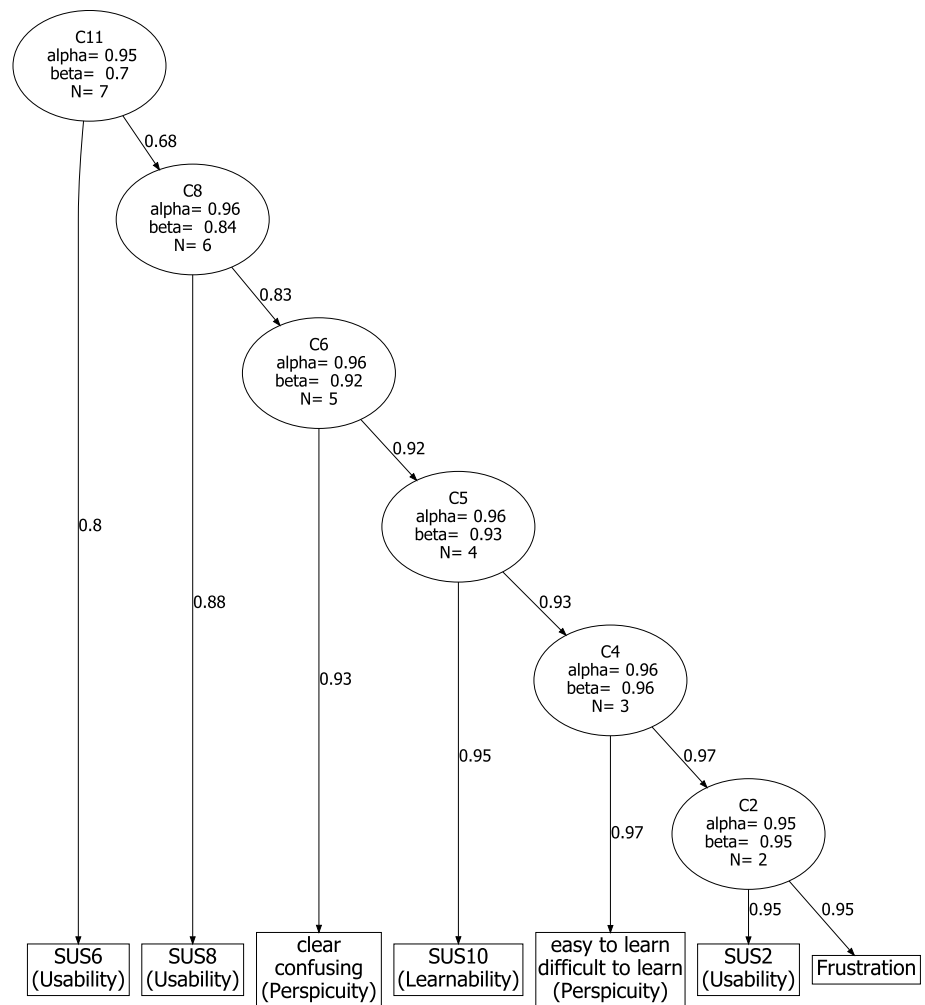 C11
alpha= 0.95
beta= 0.7
N= 7
0.68
C8
alpha= 0.96
beta= 0.84
N= 6
0.83
C6
alpha= 0.96
beta= 0.92
N= 5
0.92
C5
alpha= 0.96
beta= 0.93
N= 4
0.8
0.88
0.93
C4
alpha= 0.96
beta= 0.96
N= 3
0.93
0.95
0.97
C2
alpha= 0.95
beta= 0.95
N= 2
0.97
0.95
0.95
SUS6
(Usability)
SUS8
(Usability)
clear
confusing
(Perspicuity)
SUS10
(Learnability)
easy to learn
difficult to learn
(Perspicuity)
SUS2
(Usability)
Frustration